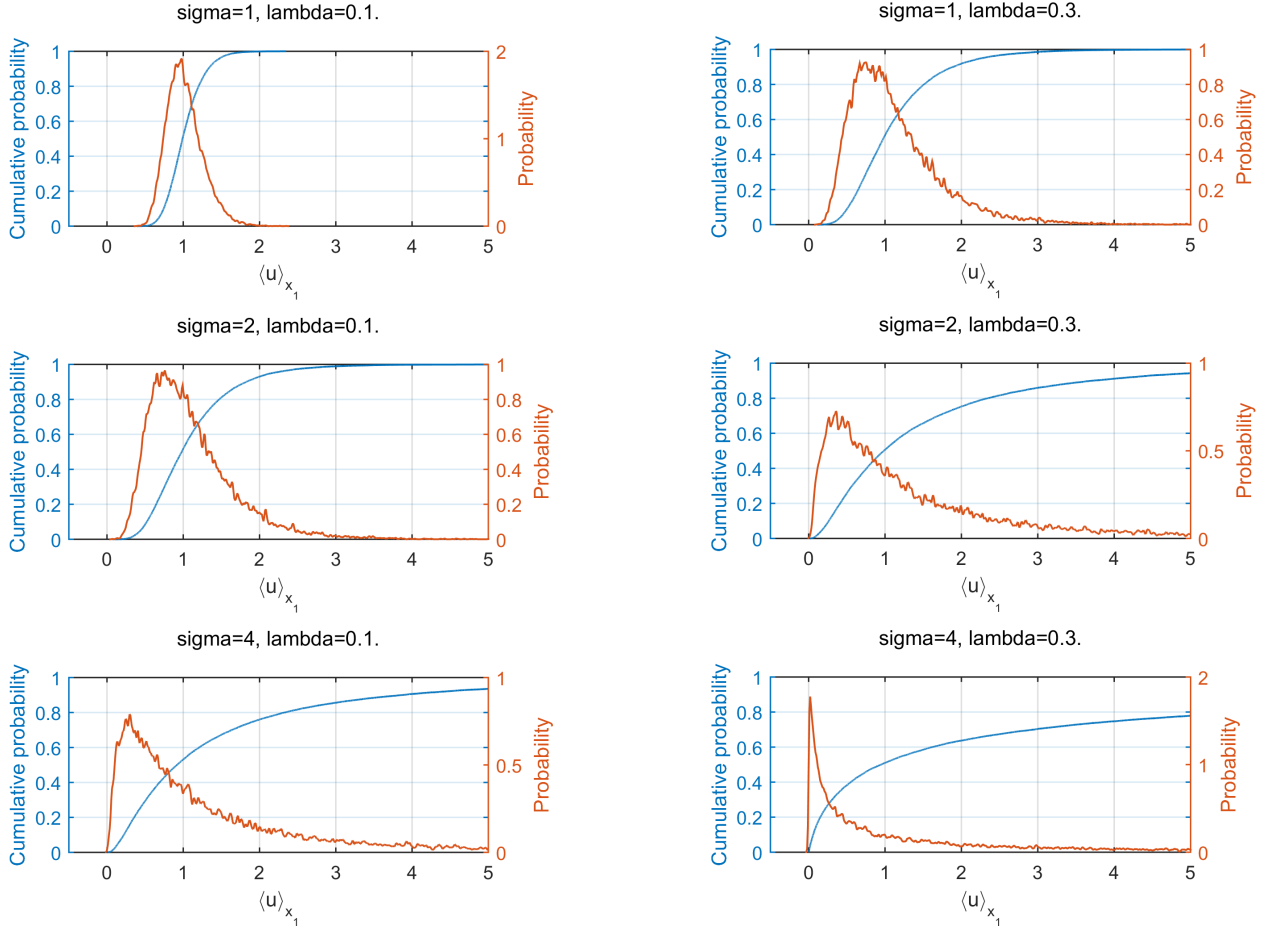 sigma=1, lambda=0.1.
1
0.8
0.6
0.4
0.2
0
Cumulative probability
2
1
0
Probability
0 1 2 3 4 5
⟨u⟩x1
sigma=1, lambda=0.3.
1
0.8
0.6
0.4
0.2
0
Cumulative probability
1
0.8
0.6
0.4
0.2
0
Probability
0 1 2 3 4 5
⟨u⟩x1
sigma=2, lambda=0.1.
1
0.8
0.6
0.4
0.2
0
Cumulative probability
1
0.8
0.6
0.4
0.2
0
Probability
0 1 2 3 4 5
⟨u⟩x1
sigma=2, lambda=0.3.
1
0.8
0.6
0.4
0.2
0
Cumulative probability
1
0.5
0
Probability
0 1 2 3 4 5
⟨u⟩x1
sigma=4, lambda=0.1.
1
0.8
0.6
0.4
0.2
0
Cumulative probability
1
0.5
0
Probability
0 1 2 3 4 5
⟨u⟩x1
sigma=4, lambda=0.3.
1
0.8
0.6
0.4
0.2
0
Cumulative probability
2
1
0
Probability
0 1 2 3 4 5
⟨u⟩x1